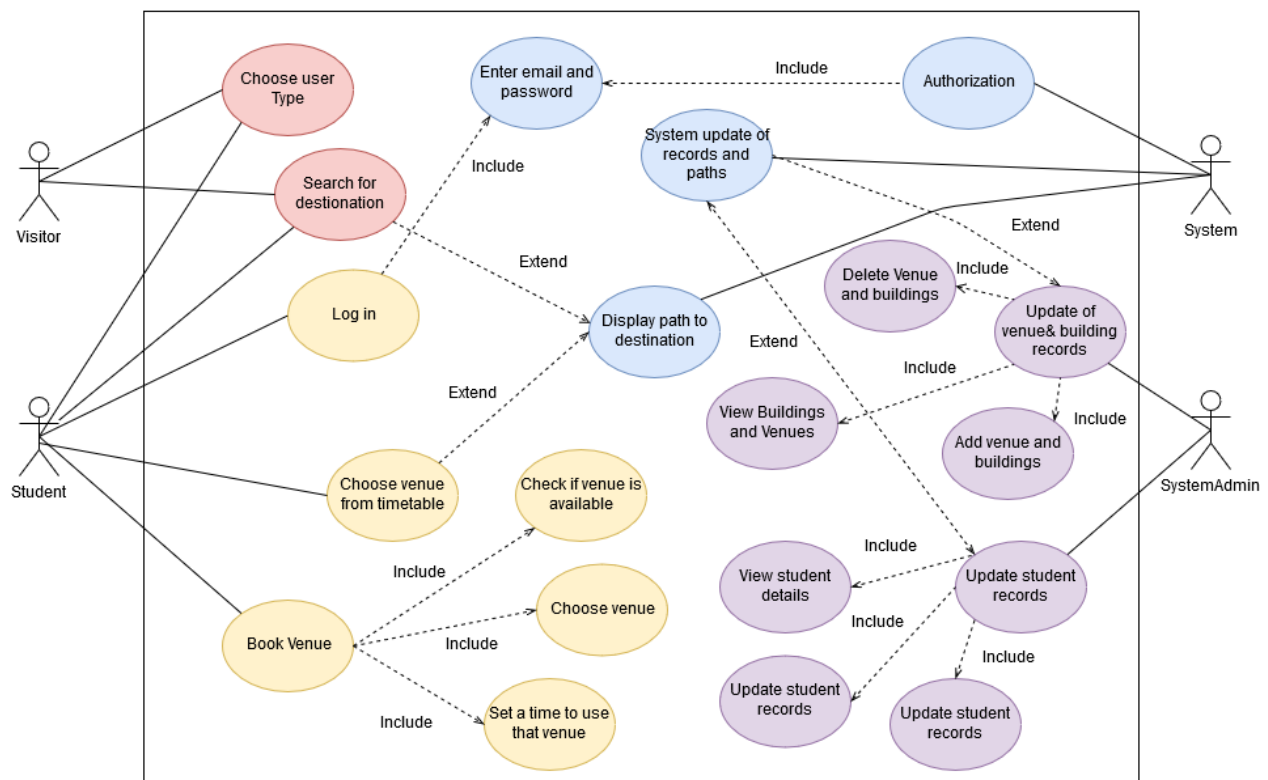 Choose user
Type
Enter email and
password
Include
Authorization
System update of
records and
paths
Include
Visitor
Search for
destionation
System
Extend
Extend
Delete Venue
and buildings
Include
Log in
Display path to
destination
Update of
venue& building
records
Extend
Include
Extend
View Buildings
and Venues
Include
Add venue and
buildings
Student
SystemAdmin
Choose venue
from timetable
Check if venue is
available
Include
Include
View student
details
Update student
records
Choose venue
Include
Include
Book Venue
Include
Update student
records
Set a time to use
that venue
Include
Update student
records